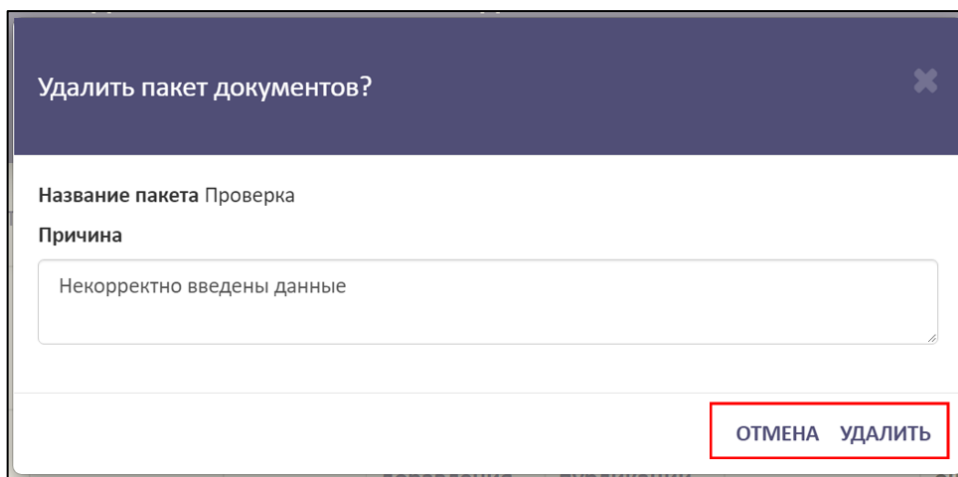 Удалить пакет документов?
Название пакета Проверка
Причина
Некорректно введены данные
ОТМЕНА УДАЛИТЬ